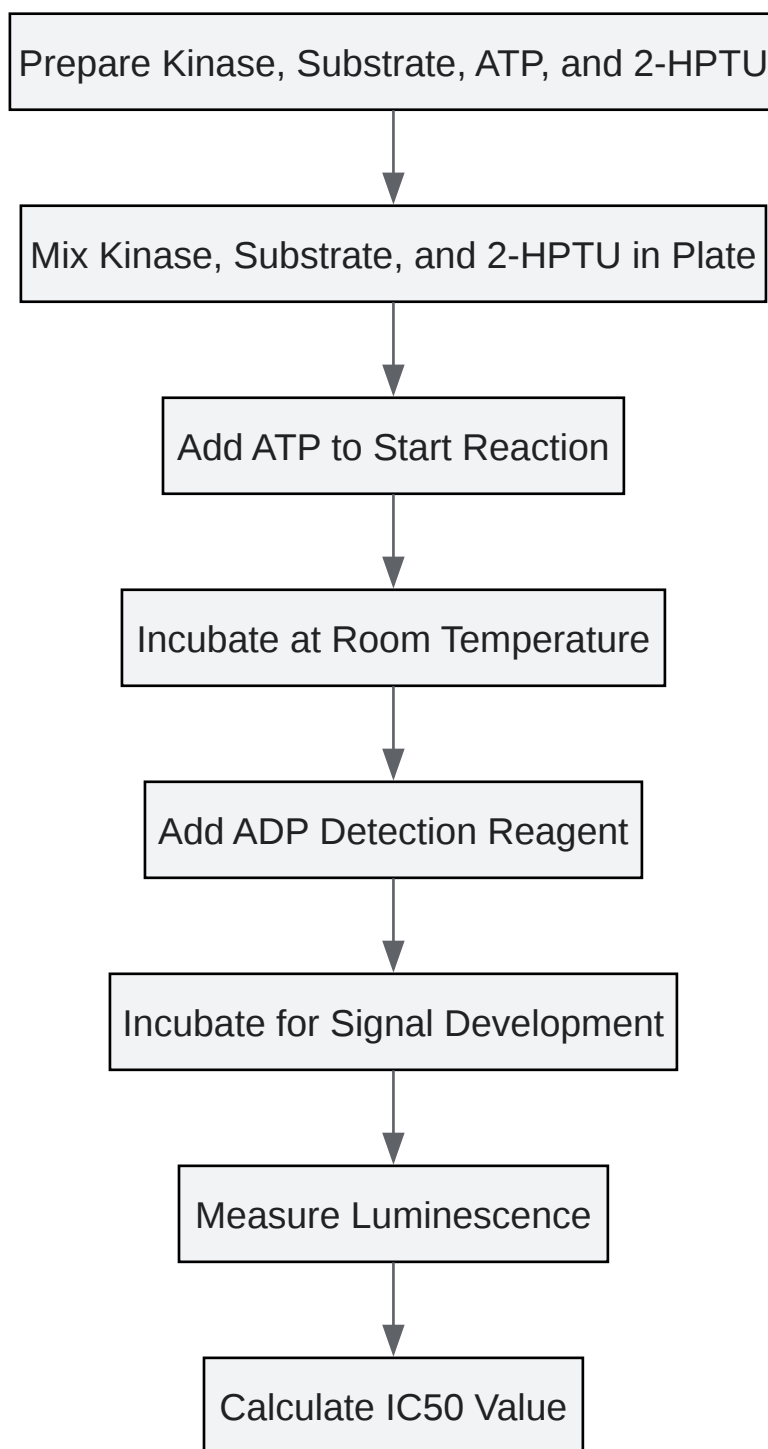 Prepare Kinase, Substrate, ATP, and 2-HPTU
Mix Kinase, Substrate, and 2-HPTU in Plate
Add ATP to Start Reaction
Incubate at Room Temperature
Add ADP Detection Reagent
Incubate for Signal Development
Measure Luminescence
Calculate IC50 Value